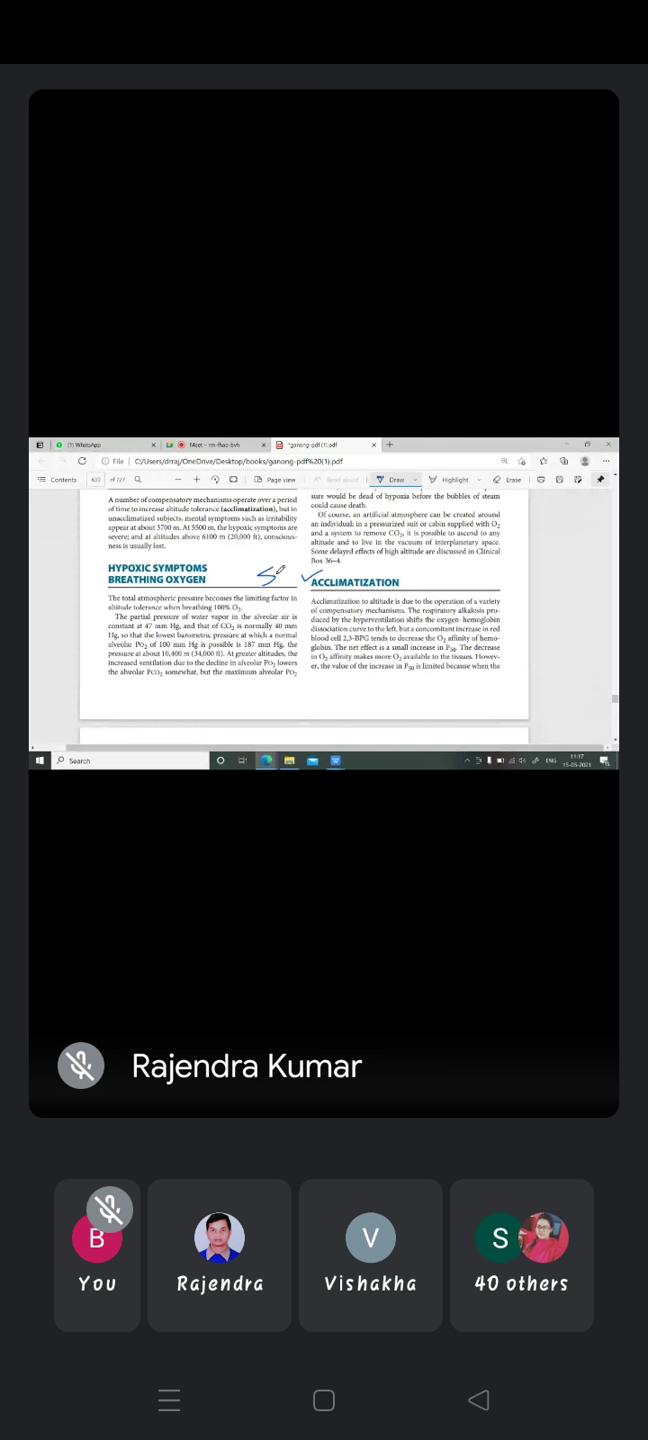 (1) WhatsApp
Meet – rm-fhao-bvh
*ganong-pdf (1).pdf
File
C:/Users/drraj/OneDrive/Desktop/books/ganong-pdf%20(1).pdf
Contents
of 727
Page view
Read aloud
Draw
Highlight
Erase
A number of compensatory mechanisms operate over a period
of time to increase altitude tolerance (acclimatization), but in
unacclimatized subjects, mental symptoms such as irritability
appear at about 3700 m. At 5500 m, the hypoxic symptoms are
severe; and at altitudes above 6100 m (20,000 ft), conscious-
ness is usually lost.
HYPOXIC SYMPTOMS
BREATHING OXYGEN
The total atmospheric pressure becomes the limiting factor in
altitude tolerance when breathing 100% O₂.
The partial pressure of water vapor in the alveolar air is
constant at 47 mm Hg, and that of CO₂ is normally 40 mm
Hg, so that the lowest barometric pressure at which a normal
alveolar PO₂ of 100 mm Hg is possible is 187 mm Hg, the
pressure at about 10,400 m (34,000 ft). At greater altitudes, the
increased ventilation due to the decline in alveolar PO₂ lowers
the alveolar PCO₂ somewhat, but the maximum alveolar PO₂
sure would be dead of hypoxia before the bubbles of steam
could cause death.
Of course, an artificial atmosphere can be created around
an individual; in a pressurized suit or cabin supplied with O₂
and a system to remove CO₂, it is possible to ascend to any
altitude and to live in the vacuum of interplanetary space.
Some delayed effects of high altitude are discussed in Clinical
Box 36–4.
ACCLIMATIZATION
Acclimatization to altitude is due to the operation of a variety
of compensatory mechanisms. The respiratory alkalosis pro-
duced by the hyperventilation shifts the oxygen–hemoglobin
dissociation curve to the left, but a concomitant increase in red
blood cell 2,3-BPG tends to decrease the O₂ affinity of hemo-
globin. The net effect is a small increase in P₅₀. The decrease
in O₂ affinity makes more O₂ available to the tissues. Howev-
er, the value of the increase in P₅₀ is limited because when the
Search
ENG
11:17
15-05-2021
Rajendra Kumar
B
V
S
You
Rajendra
Vishakha
40 others